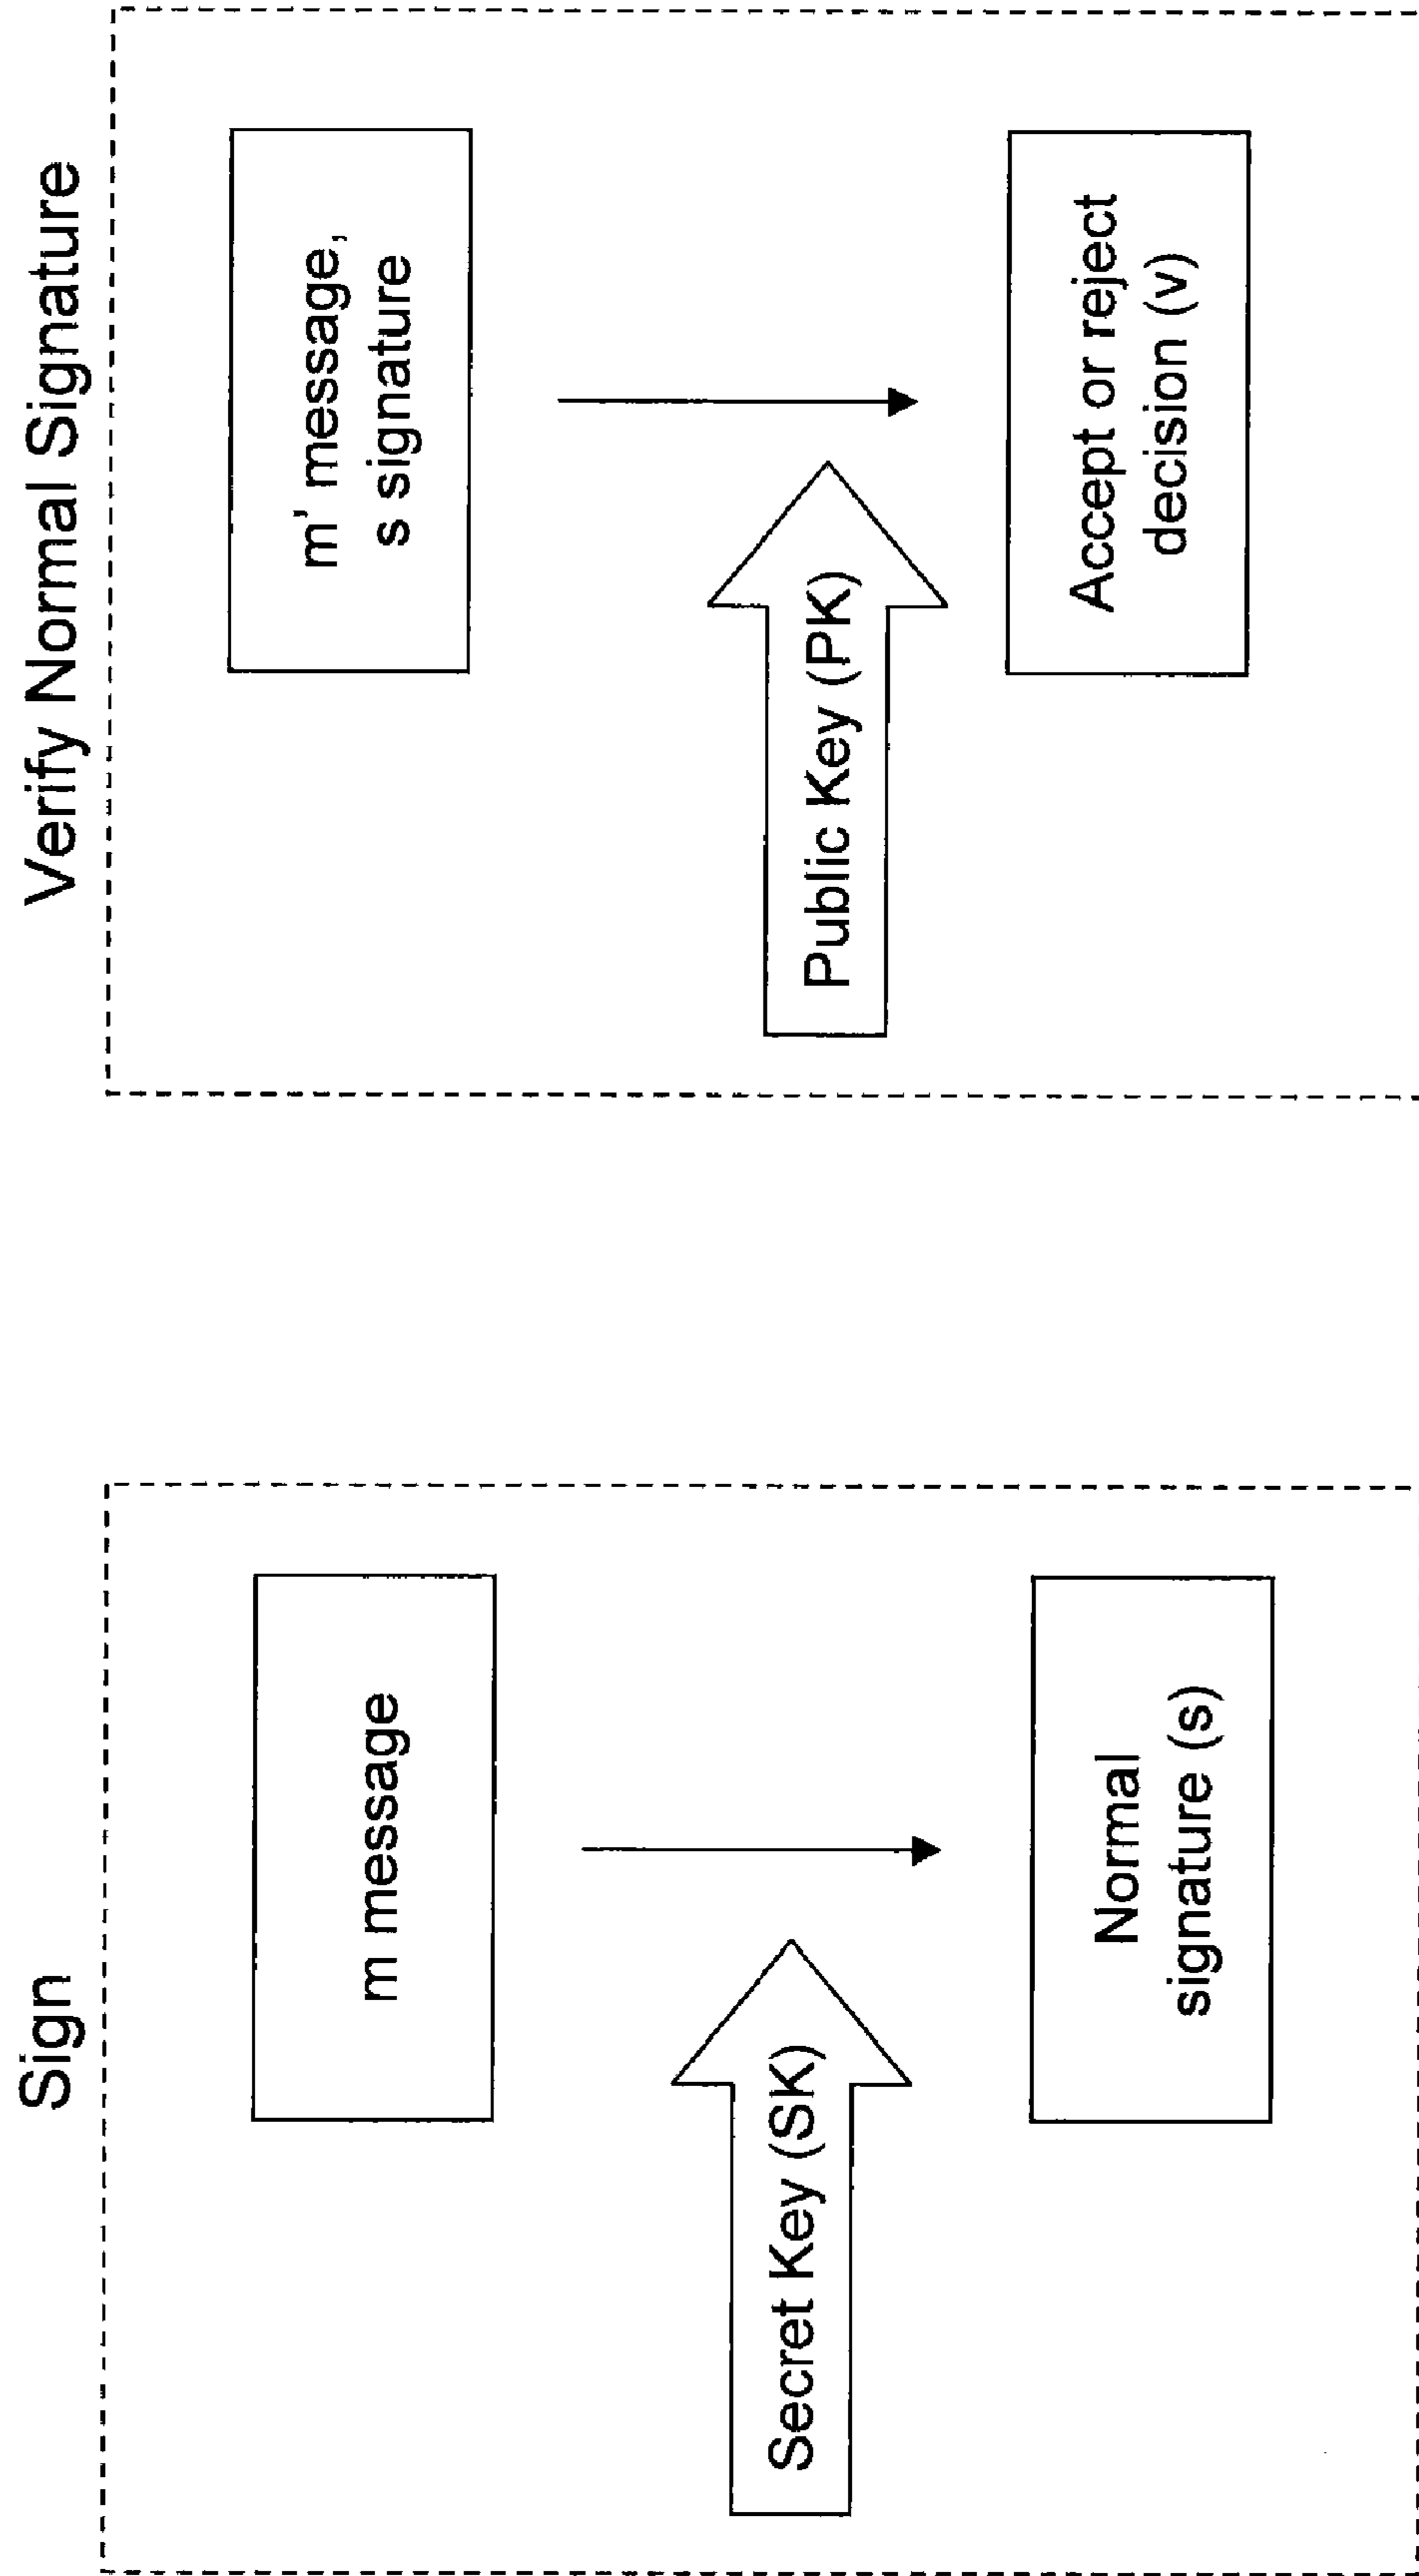 Sign
m message
Secret Key (SK)
Normal
signature (s)
Verify Normal Signature
m' message,
s signature
Public Key (PK)
Accept or reject
decision (v)